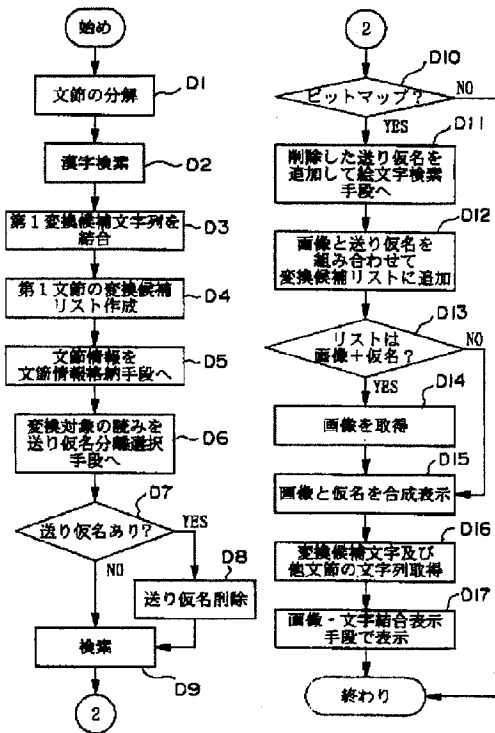 始め
文節の分解
D1
漢字検索
D2
第1変換候補文字列を
結合
D3
第1文節の変換候補
リスト作成
D4
文節情報を
文節情報格納手段へ
D5
変換対象の読みを
送り仮名分離選択
手段へ
D6
D7
送り仮名あり?
YES
NO
D8
送り仮名削除
検索
D9
2
2
D10
ビットマップ?
NO
YES
D11
削除した送り仮名を
追加して絵文字検索
手段へ
D12
画像と送り仮名を
組み合わせて
変換候補リストに追加
D13
リストは
画像+仮名?
NO
YES
D14
画像を取得
D15
画像と仮名を合成表示
D16
変換候補文字及び
他文節の文字列取得
D17
画像・文字結合表示
手段で表示
終わり